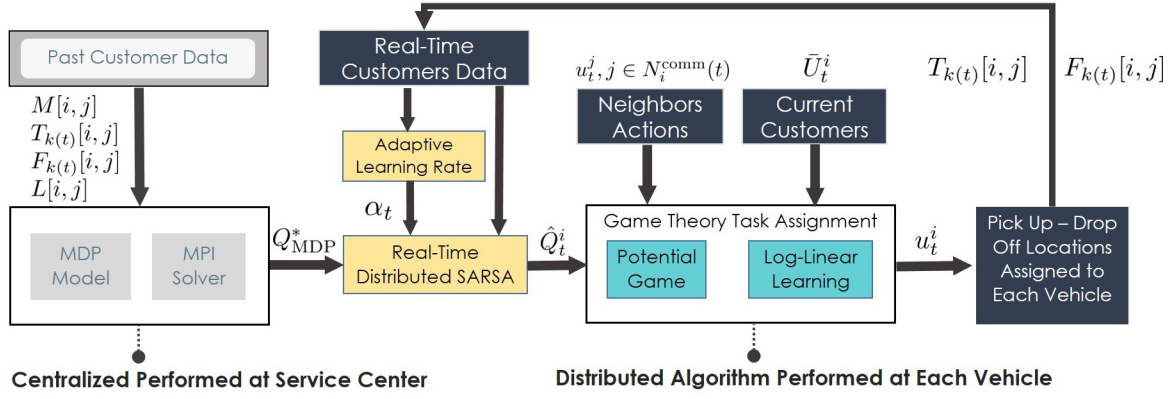 Past Customer Data
M[i, j]
T_{k(t)}[i, j]
F_{k(t)}[i, j]
L[i, j]
MDP
Model
MPI
Solver
Q^*_{MDP}
Centralized Performed at Service Center
Real-Time
Customers Data
Adaptive
Learning Rate
α_t
Real-Time
Distributed SARSA
Q̂^i_t
u^j_t, j ∈ N^{comm}_i(t)
Neighbors
Actions
Ū^i_t
Current
Customers
Game Theory Task Assignment
Potential
Game
Log-Linear
Learning
Distributed Algorithm Performed at Each Vehicle
u^i_t
T_{k(t)}[i, j]
F_{k(t)}[i, j]
Pick Up – Drop
Off Locations
Assigned to
Each Vehicle